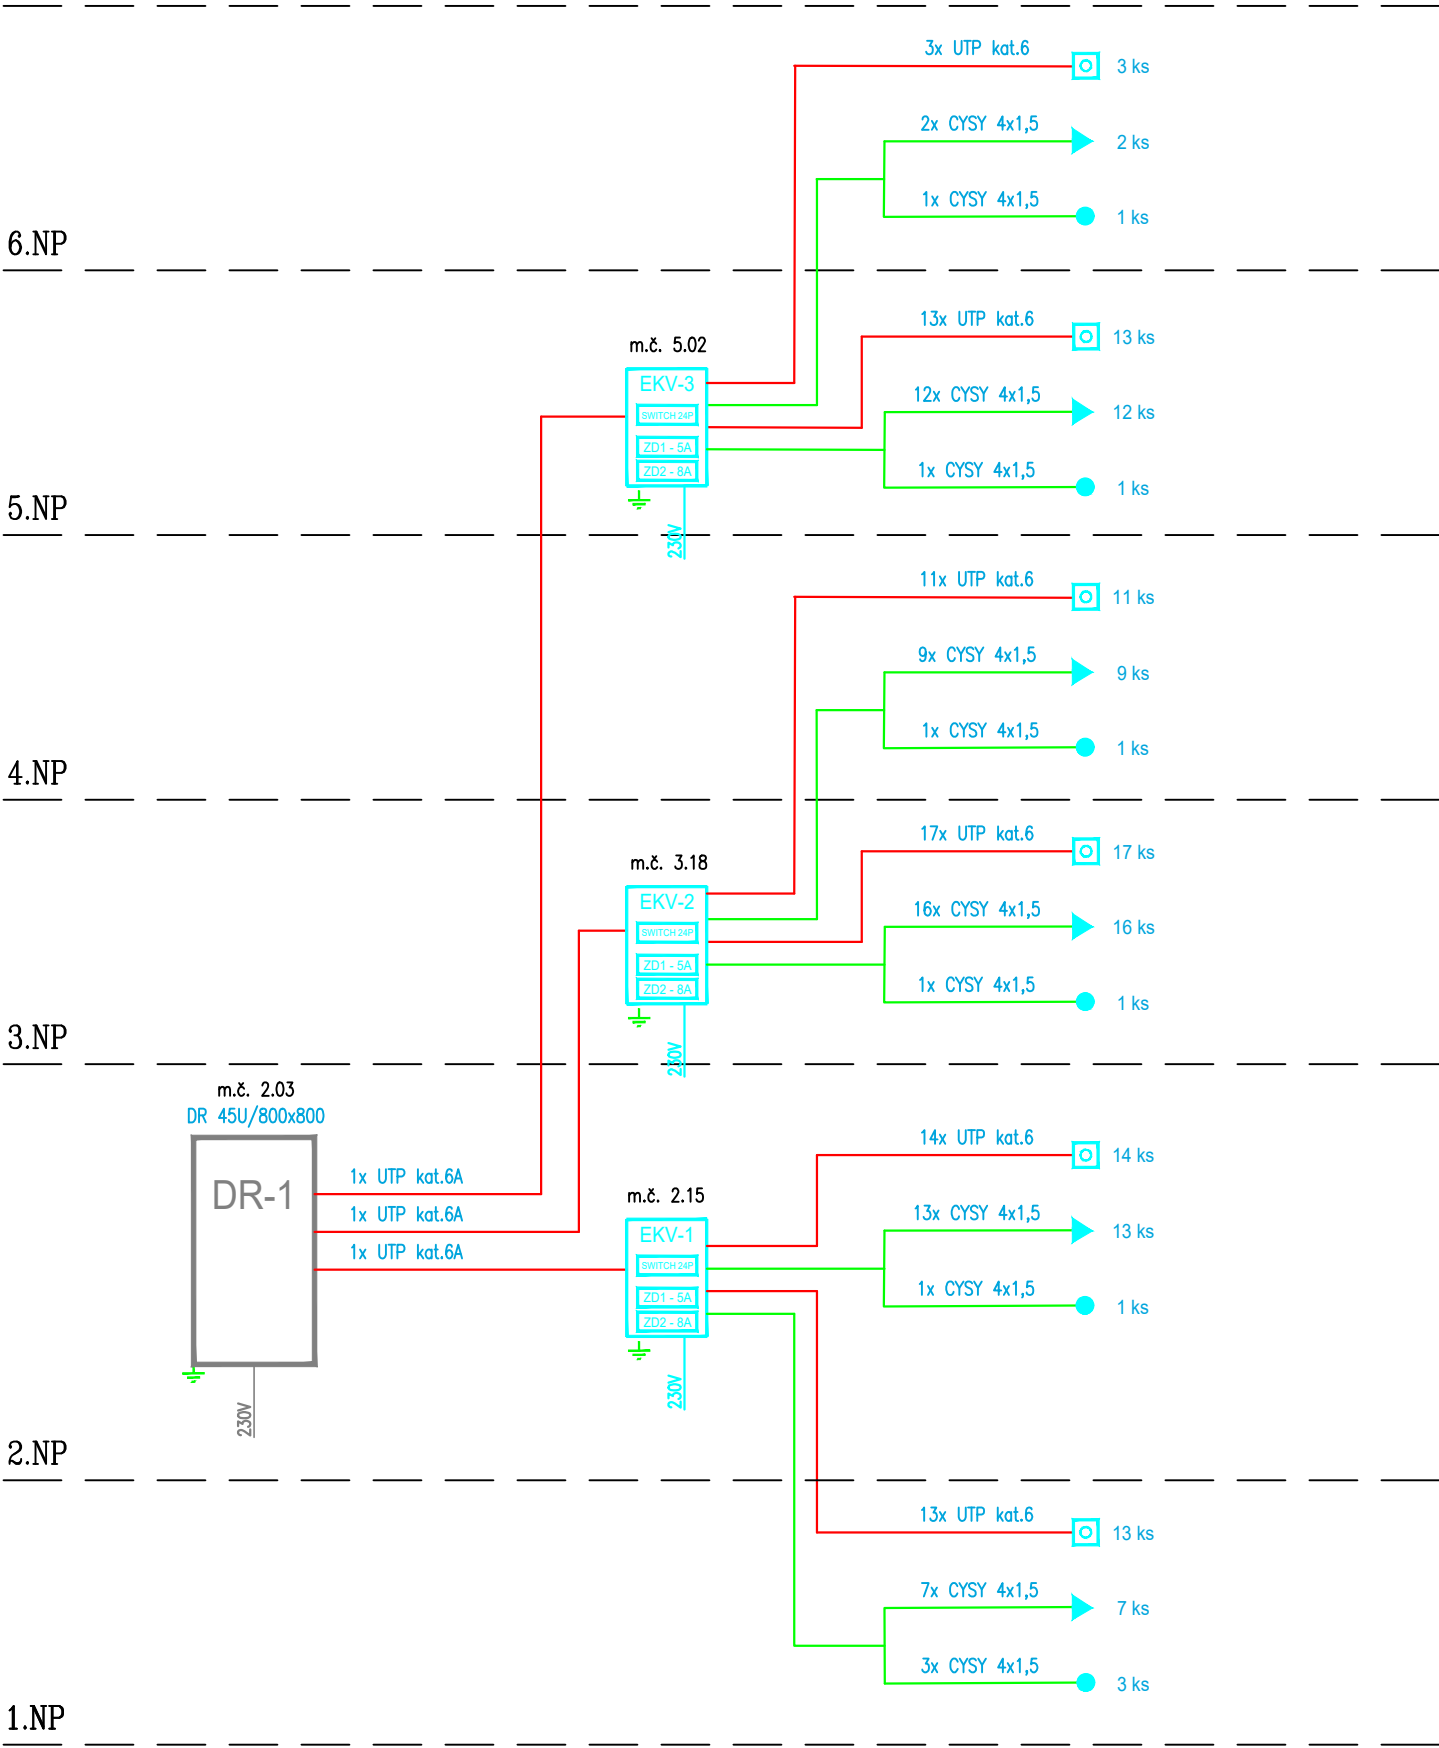 3x UTP kat.6
3 ks
2x CYSY 4x1,5
2 ks
1x CYSY 4x1,5
1 ks
6.NP
13x UTP kat.6
13 ks
m.č. 5.02
EKV-3
SWITCH 24P
ZD1 - 5A
ZD2 - 8A
230V
12x CYSY 4x1,5
12 ks
1x CYSY 4x1,5
1 ks
5.NP
11x UTP kat.6
11 ks
9x CYSY 4x1,5
9 ks
1x CYSY 4x1,5
1 ks
4.NP
17x UTP kat.6
17 ks
m.č. 3.18
EKV-2
SWITCH 24P
ZD1 - 5A
ZD2 - 8A
230V
16x CYSY 4x1,5
16 ks
1x CYSY 4x1,5
1 ks
3.NP
m.č. 2.03
DR 45U/800x800
DR-1
230V
1x UTP kat.6A
1x UTP kat.6A
1x UTP kat.6A
14x UTP kat.6
14 ks
m.č. 2.15
EKV-1
SWITCH 24P
ZD1 - 5A
ZD2 - 8A
230V
13x CYSY 4x1,5
13 ks
1x CYSY 4x1,5
1 ks
2.NP
13x UTP kat.6
13 ks
7x CYSY 4x1,5
7 ks
3x CYSY 4x1,5
3 ks
1.NP